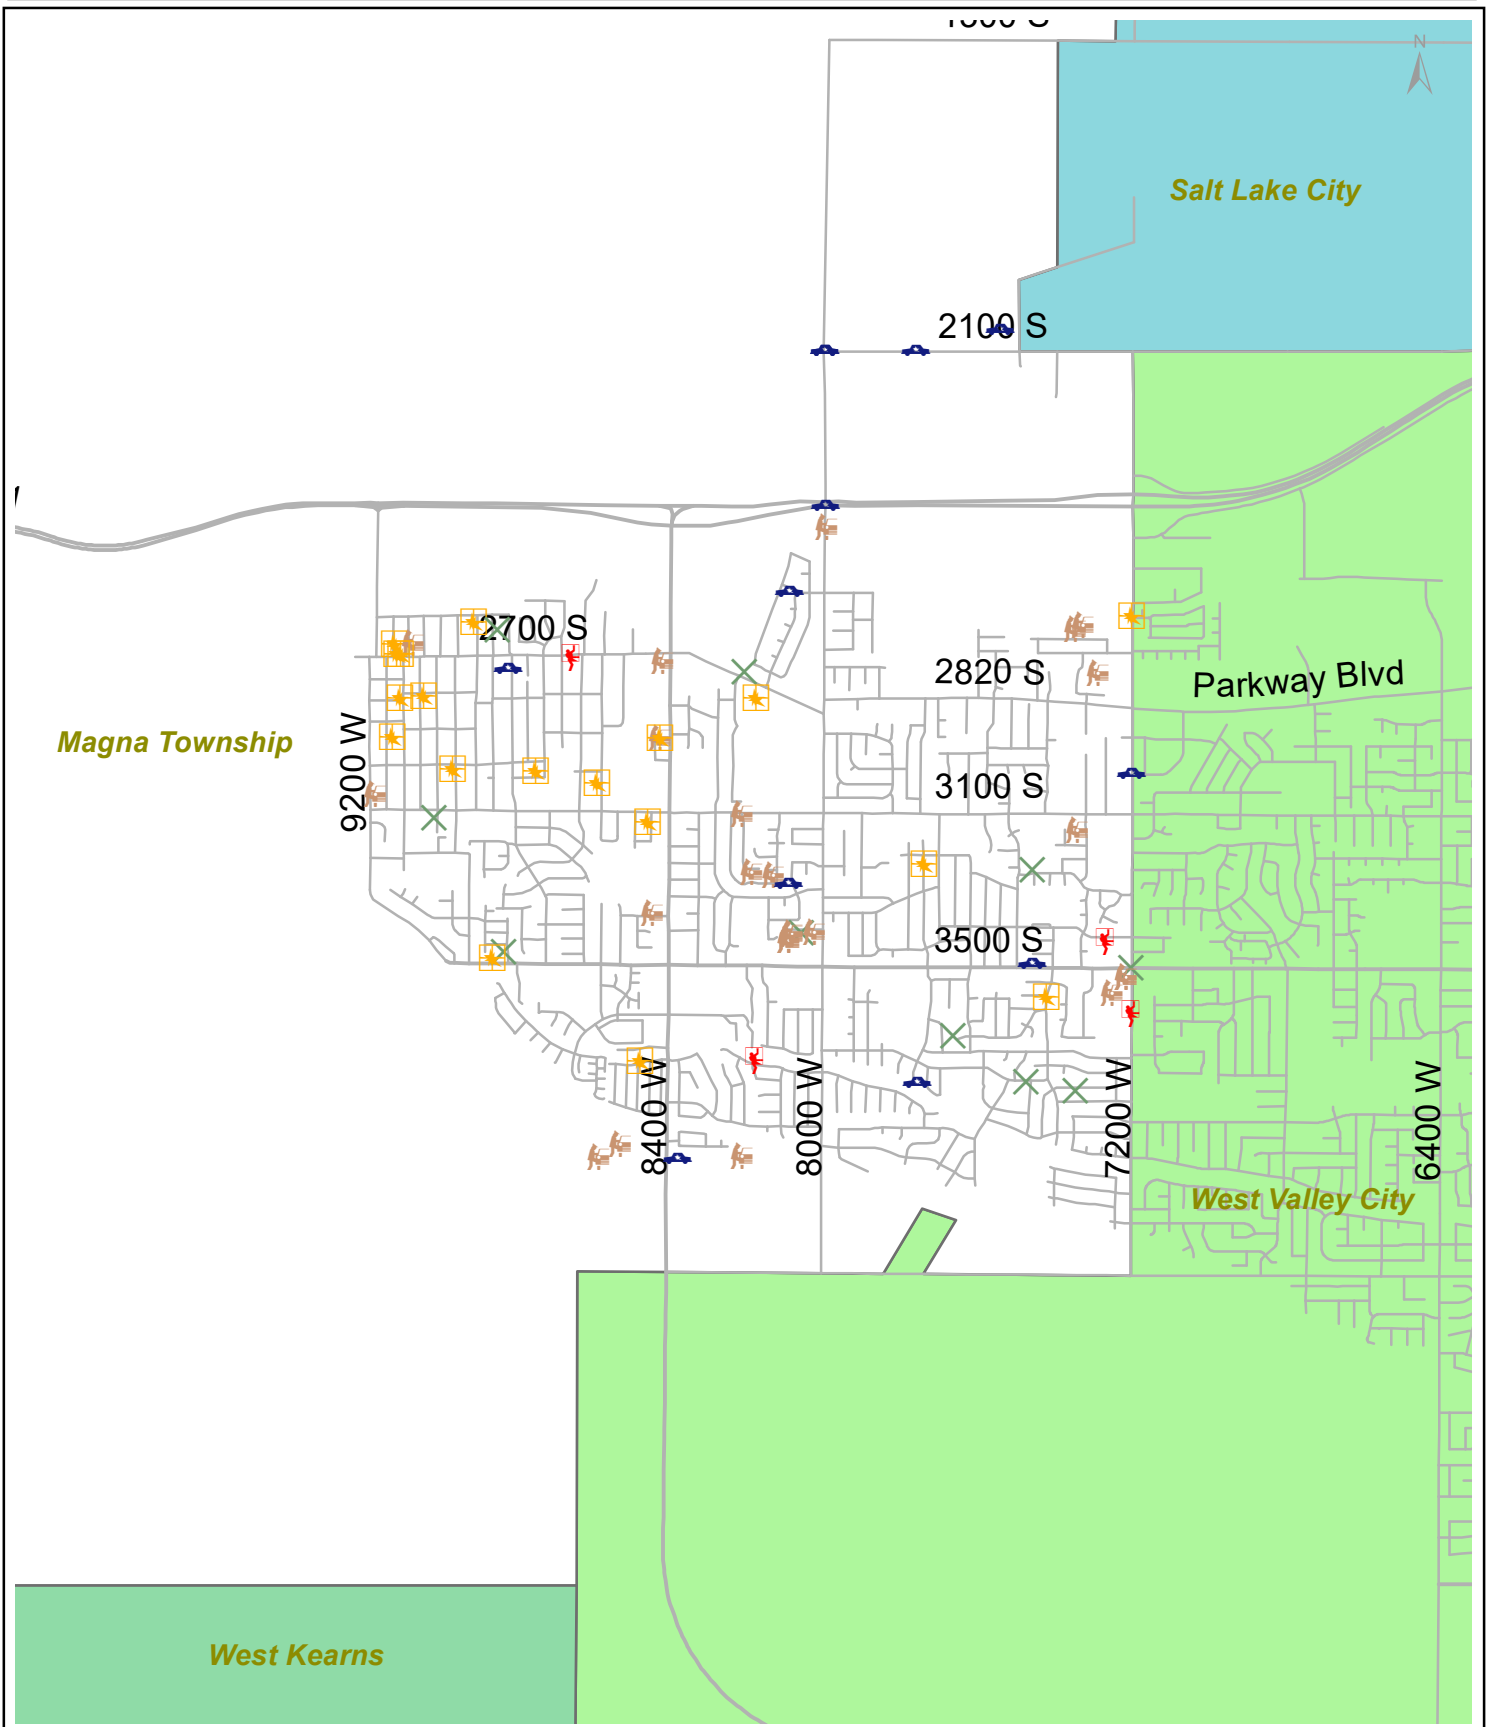 N
Salt Lake City
2100 S
2700 S
2820 S
Parkway Blvd
Magna Township
9200 W
3100 S
3500 S
8400 W
8000 W
7200 W
6400 W
West Valley City
West Kearns